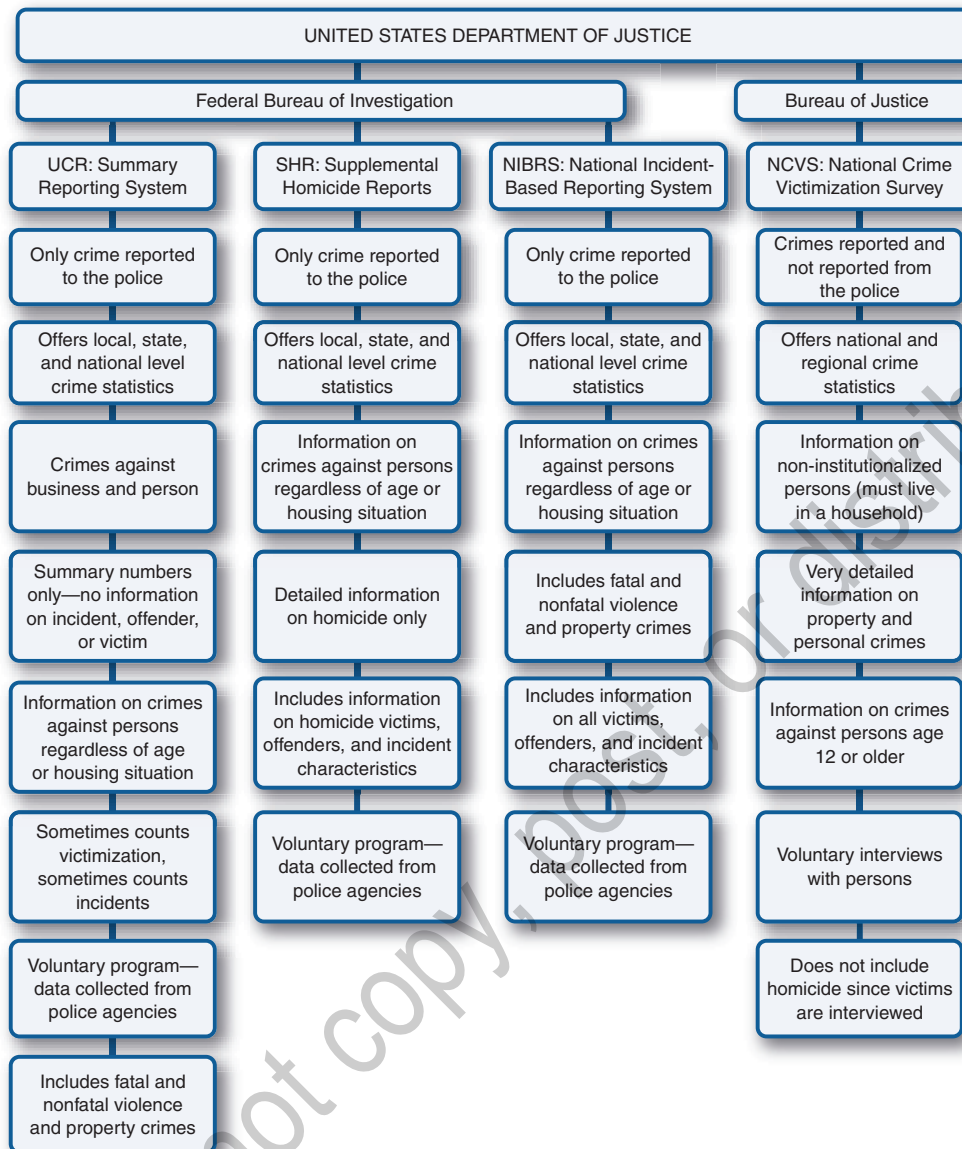 UNITED STATES DEPARTMENT OF JUSTICE
Federal Bureau of Investigation
Bureau of Justice
UCR: Summary
Reporting System
SHR: Supplemental
Homicide Reports
NIBRS: National Incident-
Based Reporting System
NCVS: National Crime
Victimization Survey
Only crime reported
to the police
Only crime reported
to the police
Only crime reported
to the police
Crimes reported and
not reported from
the police
Offers local, state,
and national level
crime statistics
Offers local, state, and
national level crime
statistics
Offers local, state, and
national level crime
statistics
Offers national and
regional crime
statistics
Crimes against
business and person
Information on
crimes against persons
regardless of age or
housing situation
Information on crimes
against persons
regardless of age or
housing situation
Information on
non-institutionalized
persons (must live
in a household)
Summary numbers
only—no information
on incident, offender,
or victim
Detailed information
on homicide only
Includes fatal and
nonfatal violence
and property crimes
Very detailed
information on
property and
personal crimes
Information on crimes
against persons
regardless of age
or housing situation
Includes information
on homicide victims,
offenders, and incident
characteristics
Includes information
on all victims,
offenders, and incident
characteristics
Information on crimes
against persons age
12 or older
Sometimes counts
victimization,
sometimes counts
incidents
Voluntary program—
data collected from
police agencies
Voluntary program—
data collected from
police agencies
Voluntary interviews
with persons
Voluntary program—
data collected from
police agencies
Does not include
homicide since victims
are interviewed
Includes fatal and
nonfatal violence
and property crimes
not copy, post, or distrib